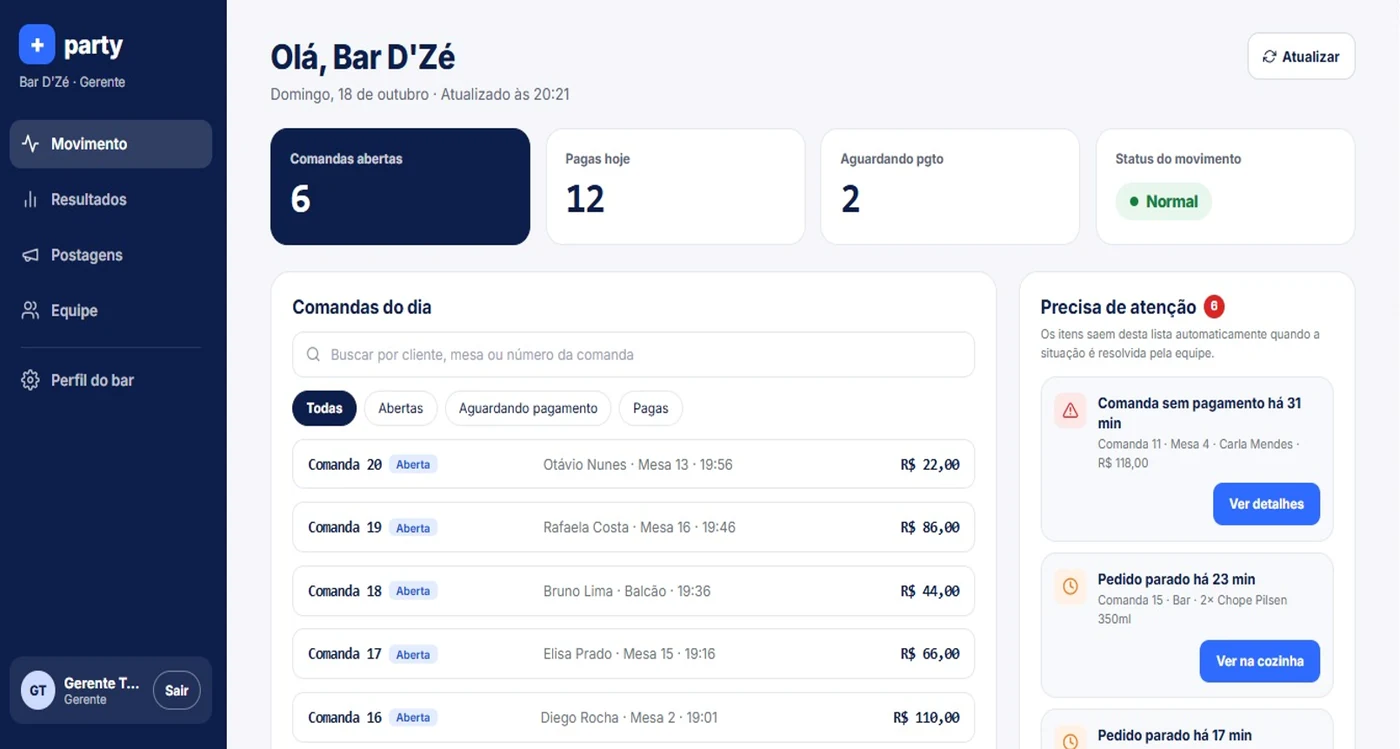 party
Bar D'Zé · Gerente
Movimento
Resultados
Postagens
Equipe
Perfil do bar
GT
Gerente T...
Gerente
Sair
Olá, Bar D'Zé
Domingo, 18 de outubro · Atualizado às 20:21
Atualizar
Comandas abertas
6
Pagas hoje
12
Aguardando pgto
2
Status do movimento
Normal
Comandas do dia
Buscar por cliente, mesa ou número da comanda
Todas Abertas Aguardando pagamento Pagas
Comanda 20 Aberta Otávio Nunes · Mesa 13 · 19:56 R$ 22,00
Comanda 19 Aberta Rafaela Costa · Mesa 16 · 19:46 R$ 86,00
Comanda 18 Aberta Bruno Lima · Balcão · 19:36 R$ 44,00
Comanda 17 Aberta Elisa Prado · Mesa 15 · 19:16 R$ 66,00
Comanda 16 Aberta Diego Rocha · Mesa 2 · 19:01 R$ 110,00
Precisa de atenção 6
Os itens saem desta lista automaticamente quando a
situação é resolvida pela equipe.
Comanda sem pagamento há 31
min
Comanda 11 · Mesa 4 · Carla Mendes ·
R$ 118,00
Ver detalhes
Pedido parado há 23 min
Comanda 15 · Bar · 2× Chope Pilsen
350ml
Ver na cozinha
Pedido parado há 17 min